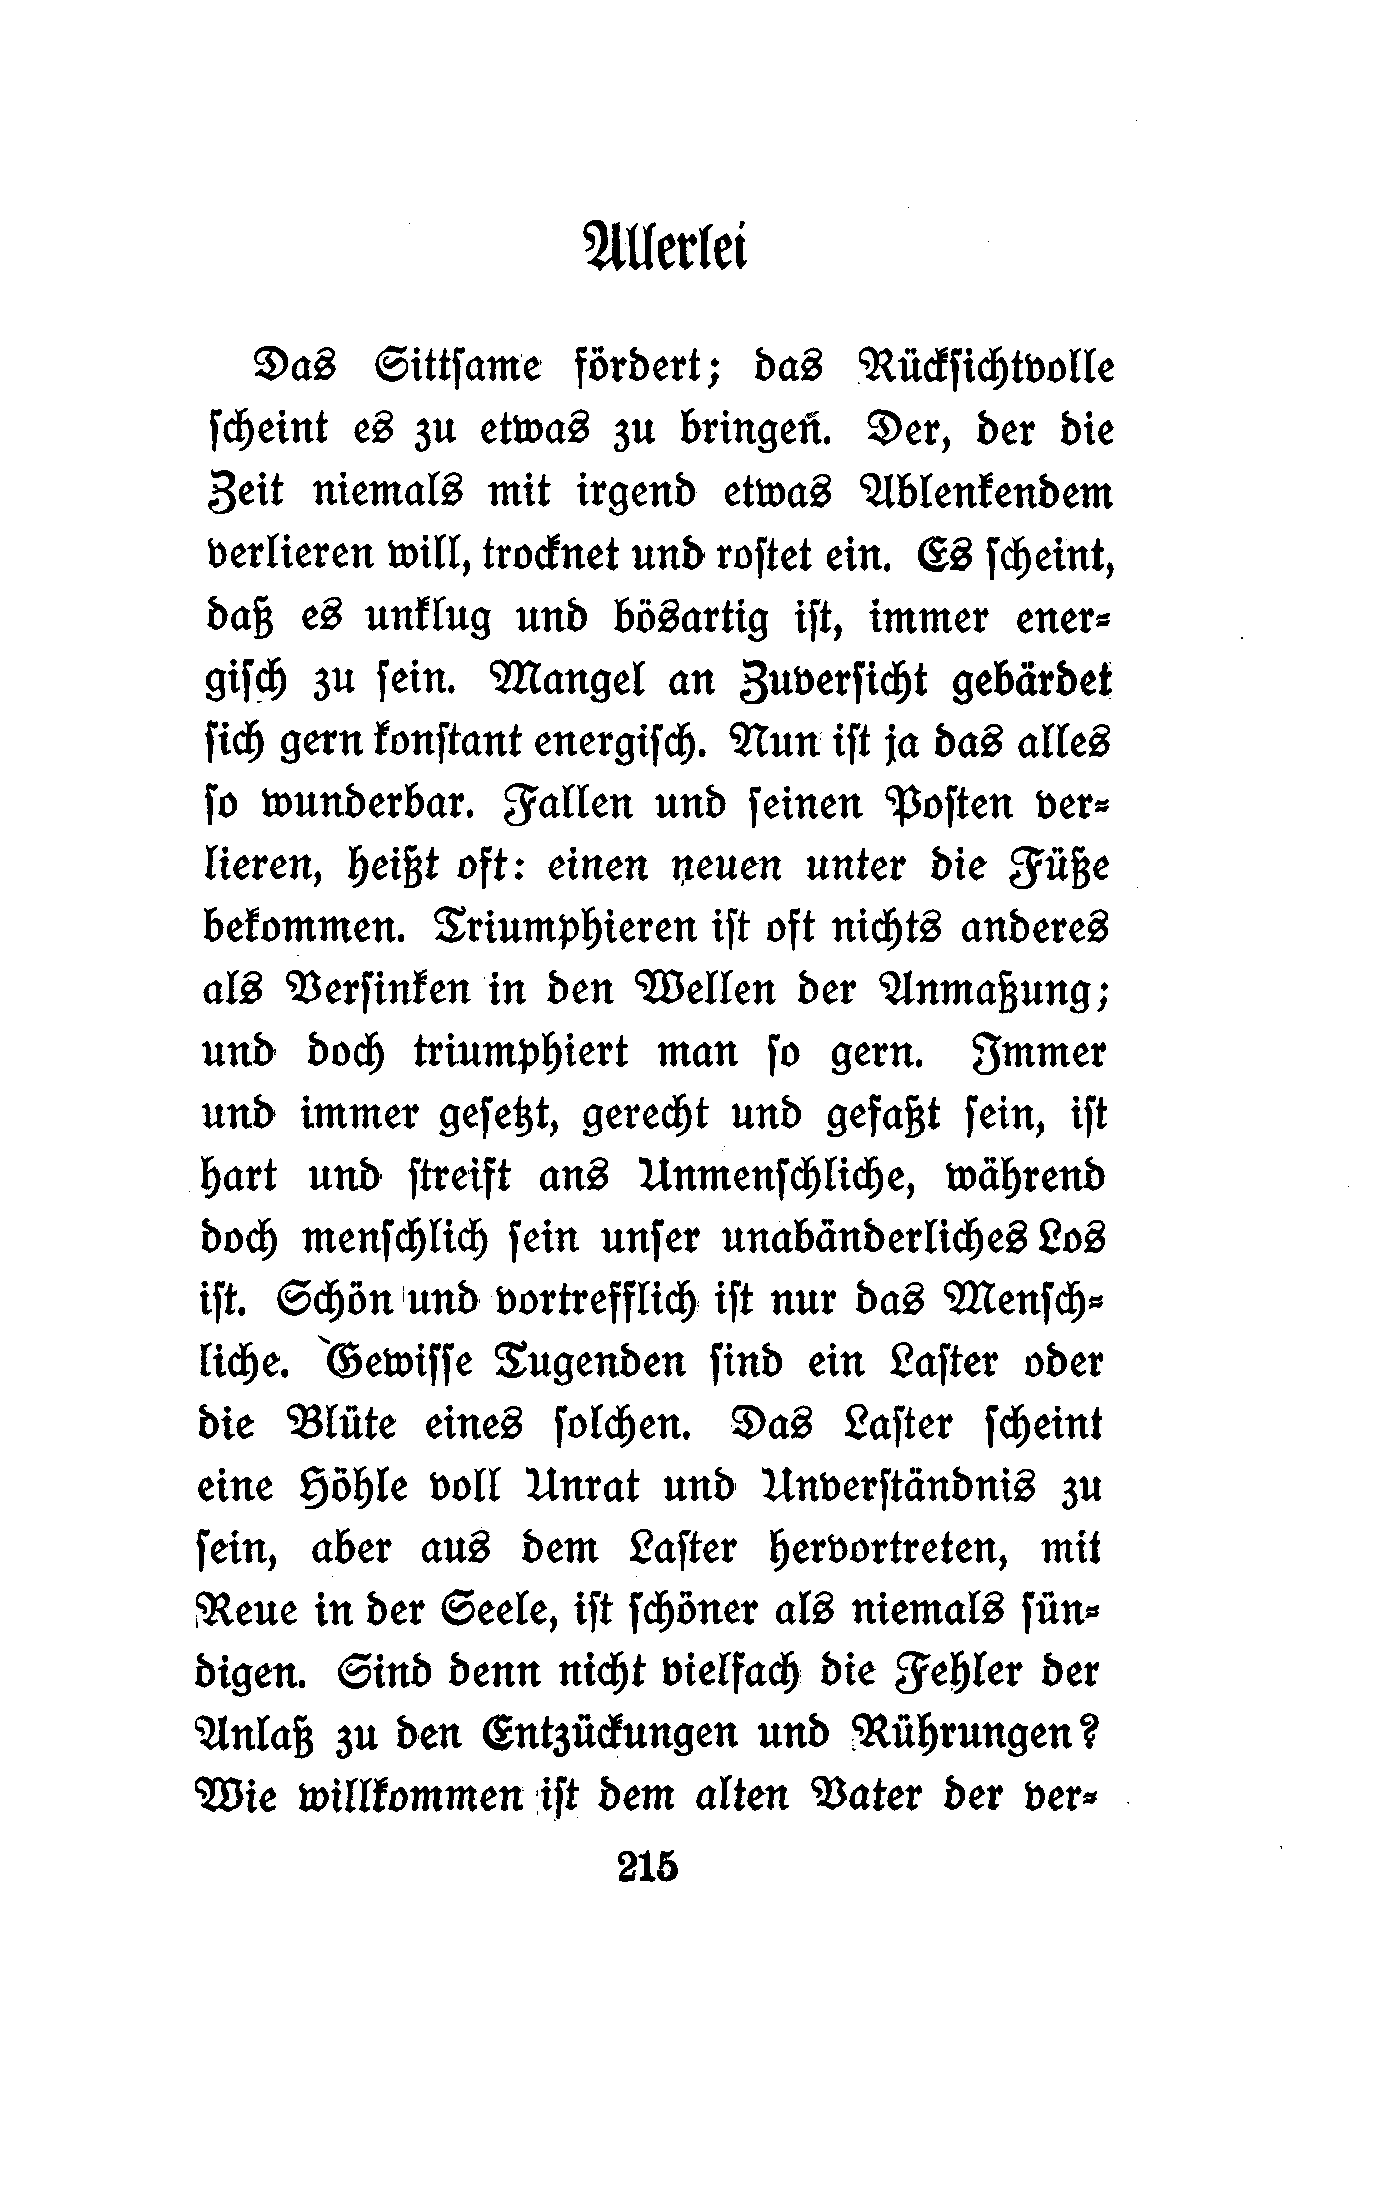 Allerlei
Das Sittsame fördert; das Rücksichtvolle
scheint es zu etwas zu bringen. Der, der die
Zeit niemals mit irgend etwas Ablenkendem
verlieren will, trocknet und rostet ein. Es scheint,
daß es unklug und bösartig ist, immer ener-
gisch zu sein. Mangel an Zuversicht gebärdet
sich gern konstant energisch. Nun ist ja das alles
so wunderbar. Fallen und seinen Posten ver-
lieren, heißt oft: einen neuen unter die Füße
bekommen. Triumphieren ist oft nichts anderes
als Versinken in den Wellen der Anmaßung;
und doch triumphiert man so gern. Immer
und immer gesetzt, gerecht und gefaßt sein, ist
hart und streift ans Unmenschliche, während
doch menschlich sein unser unabänderliches Los
ist. Schön und vortrefflich ist nur das Mensch-
liche. Gewisse Tugenden sind ein Laster oder
die Blüte eines solchen. Das Laster scheint
eine Höhle voll Unrat und Unverständnis zu
sein, aber aus dem Laster hervortreten, mit
Reue in der Seele, ist schöner als niemals sün-
digen. Sind denn nicht vielfach die Fehler der
Anlaß zu den Entzückungen und Rührungen?
Wie willkommen ist dem alten Vater der ver-
215